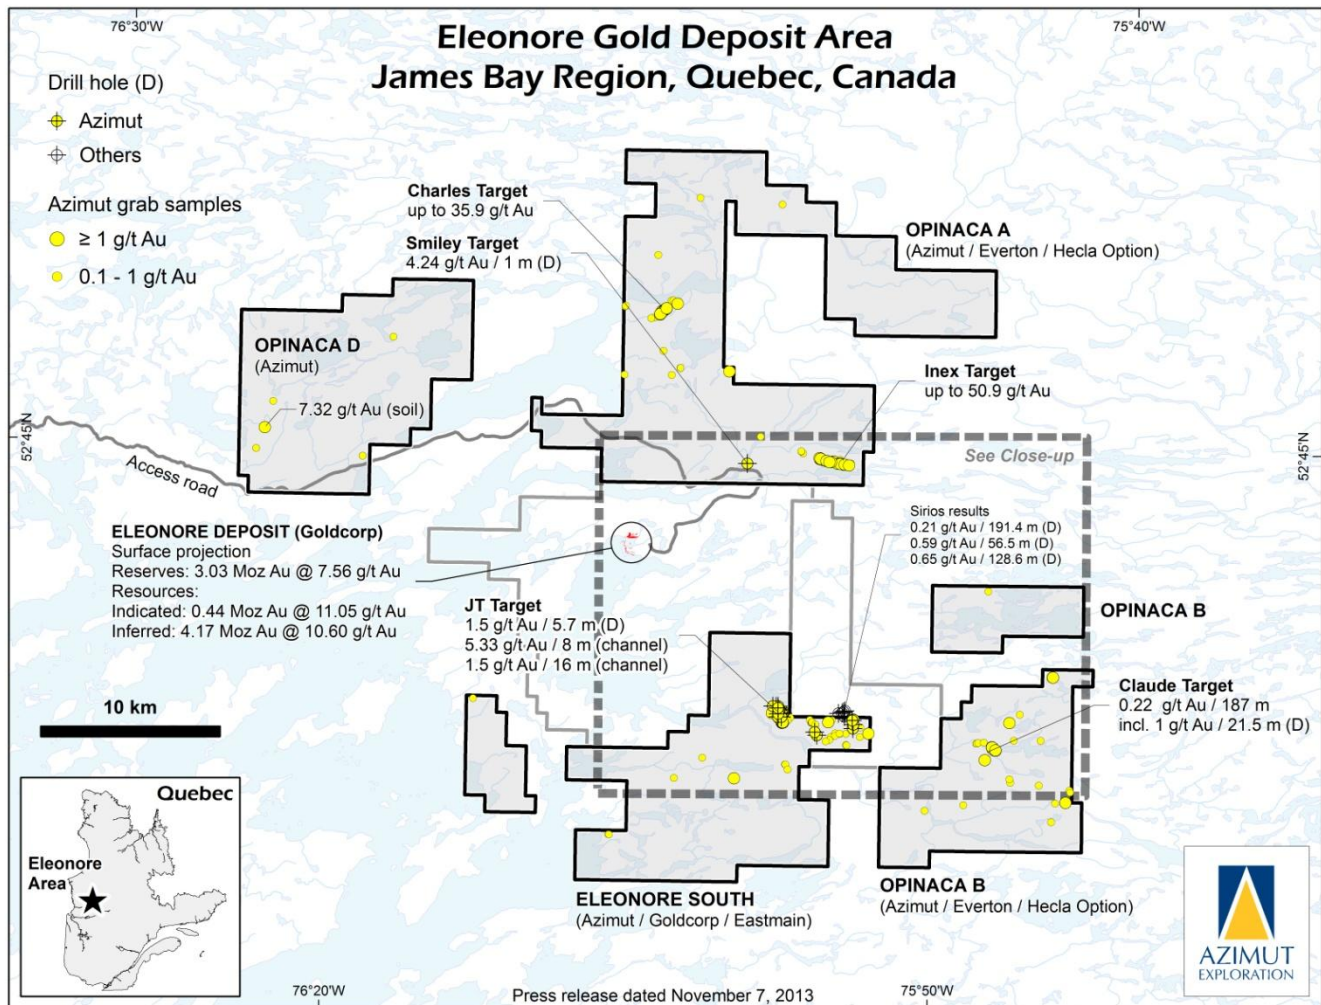 76°30'W
75°40'W
Eleonore Gold Deposit Area
James Bay Region, Quebec, Canada
Drill hole (D)
Azimut
Others
Azimut grab samples
≥ 1 g/t Au
0.1 - 1 g/t Au
Charles Target
up to 35.9 g/t Au
Smiley Target
4.24 g/t Au / 1 m (D)
OPINACA A
(Azimut / Everton / Hecla Option)
OPINACA D
(Azimut)
7.32 g/t Au (soil)
Inex Target
up to 50.9 g/t Au
52°45'N
52°45'N
See Close-up
Access road
ELEONORE DEPOSIT (Goldcorp)
Surface projection
Reserves: 3.03 Moz Au @ 7.56 g/t Au
Resources:
Indicated: 0.44 Moz Au @ 11.05 g/t Au
Inferred: 4.17 Moz Au @ 10.60 g/t Au
Sirios results
0.21 g/t Au / 191.4 m (D)
0.59 g/t Au / 56.5 m (D)
0.65 g/t Au / 128.6 m (D)
JT Target
1.5 g/t Au / 5.7 m (D)
5.33 g/t Au / 8 m (channel)
1.5 g/t Au / 16 m (channel)
OPINACA B
Claude Target
0.22 g/t Au / 187 m
incl. 1 g/t Au / 21.5 m (D)
10 km
Quebec
Eleonore
Area
ELEONORE SOUTH
(Azimut / Goldcorp / Eastmain)
OPINACA B
(Azimut / Everton / Hecla Option)
AZIMUT
EXPLORATION
76°20'W
75°50'W
Press release dated November 7, 2013